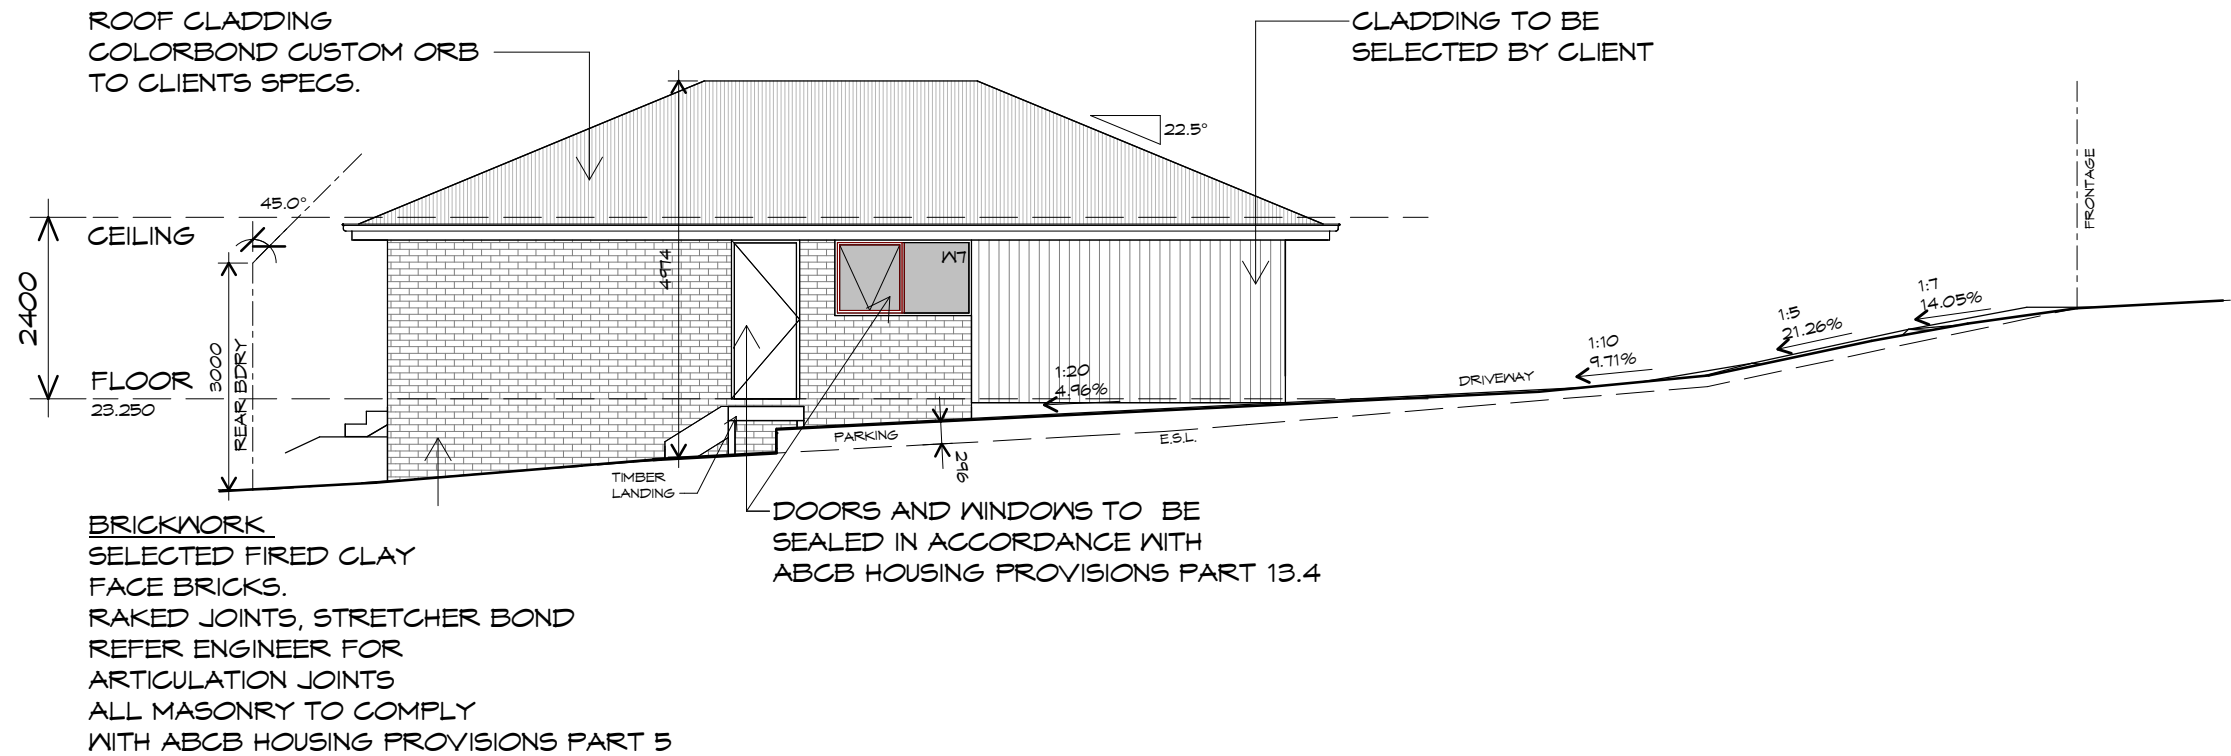 ROOF CLADDING
COLORBOND CUSTOM ORB
TO CLIENTS SPECS.
CLADDING TO BE
SELECTED BY CLIENT
22.5°
FRONTAGE
45.0°
CEILING
2400
4974
W7
3000
REAR BDRY
FLOOR
23.250
1:7
14.05%
1:5
21.26%
1:10
9.71%
1:20
4.96%
DRIVEWAY
PARKING
E.S.L.
296
TIMBER
LANDING
BRICKWORK
SELECTED FIRED CLAY
FACE BRICKS.
RAKED JOINTS, STRETCHER BOND
REFER ENGINEER FOR
ARTICULATION JOINTS
ALL MASONRY TO COMPLY
WITH ABCB HOUSING PROVISIONS PART 5
DOORS AND WINDOWS TO BE
SEALED IN ACCORDANCE WITH
ABCB HOUSING PROVISIONS PART 13.4